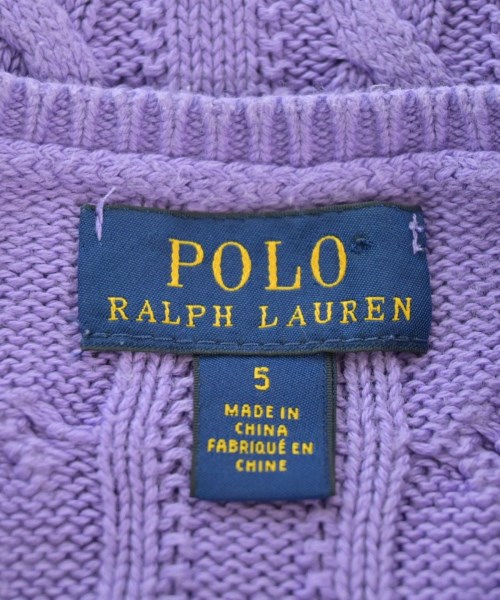 POLO
RALPH LAUREN
5
MADE IN
CHINA
FABRIQUÉ EN
CHINE